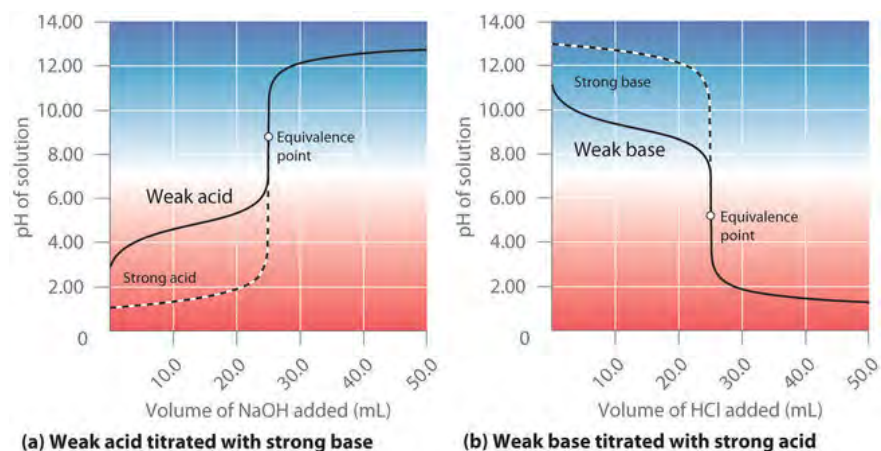 14.00
12.00
10.00
8.00
6.00
4.00
2.00
0
pH of solution
Equivalence
point
Weak acid
Strong acid
10.0
20.0
30.0
40.0
50.0
Volume of NaOH added (mL)
(a) Weak acid titrated with strong base
14.00
12.00
10.00
8.00
6.00
4.00
2.00
0
pH of solution
Strong base
Weak base
Equivalence
point
10.0
20.0
30.0
40.0
50.0
Volume of HCl added (mL)
(b) Weak base titrated with strong acid